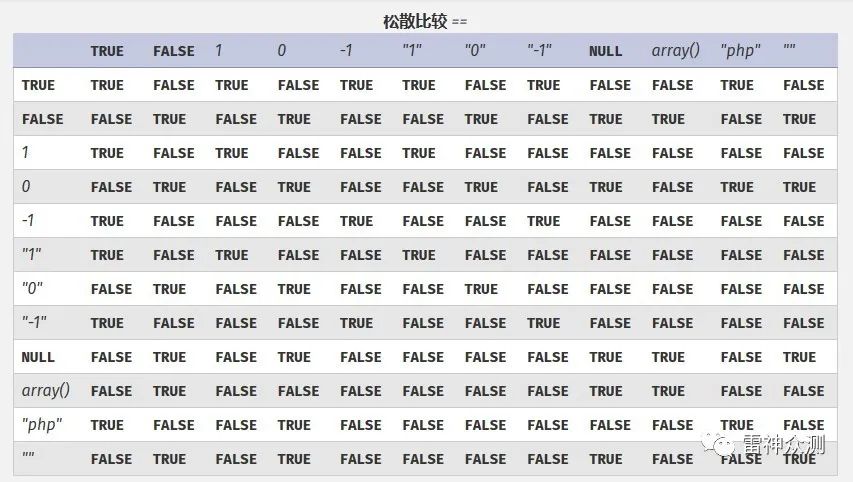 松散比较 ==
TRUE FALSE 1 0 -1 "1" "0" "-1" NULL array() "php" ""
TRUE TRUE FALSE TRUE FALSE TRUE TRUE FALSE TRUE FALSE FALSE TRUE FALSE
FALSE FALSE TRUE FALSE TRUE FALSE FALSE TRUE FALSE TRUE TRUE FALSE TRUE
1 TRUE FALSE TRUE FALSE FALSE TRUE FALSE FALSE FALSE FALSE FALSE FALSE
0 FALSE TRUE FALSE TRUE FALSE FALSE TRUE FALSE TRUE FALSE TRUE TRUE
-1 TRUE FALSE FALSE FALSE TRUE FALSE FALSE TRUE FALSE FALSE FALSE FALSE
"1" TRUE FALSE TRUE FALSE FALSE TRUE FALSE FALSE FALSE FALSE FALSE FALSE
"0" FALSE TRUE FALSE TRUE FALSE FALSE TRUE FALSE FALSE FALSE FALSE FALSE
"-1" TRUE FALSE FALSE FALSE TRUE FALSE FALSE TRUE FALSE FALSE FALSE FALSE
NULL FALSE TRUE FALSE TRUE FALSE FALSE FALSE FALSE TRUE TRUE FALSE TRUE
array() FALSE TRUE FALSE FALSE FALSE FALSE FALSE FALSE TRUE TRUE FALSE FALSE
"php" TRUE FALSE FALSE TRUE FALSE FALSE FALSE FALSE FALSE FALSE TRUE FALSE
"" FALSE TRUE FALSE TRUE FALSE FALSE FALSE FALSE TRUE FALSE FALSE TRUE
雷神众测